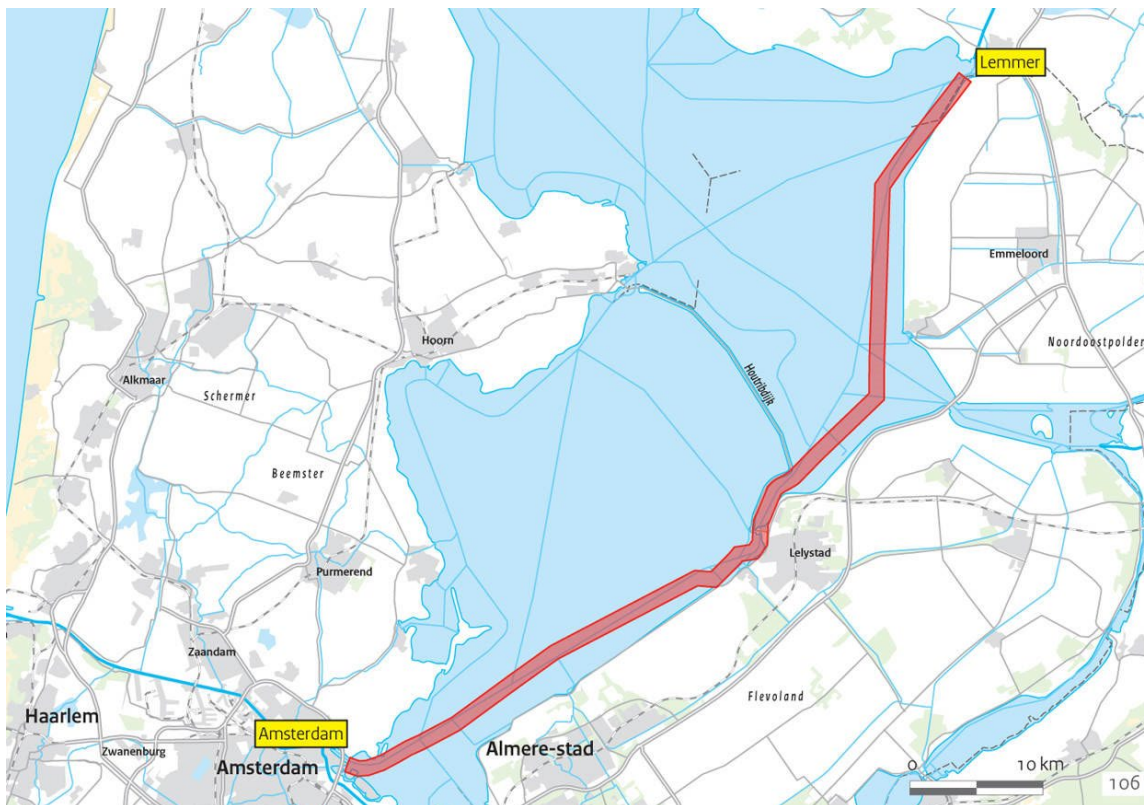 Lemmer
Emmeloord
Noordoostpolder
Hoorn
Houtribdijk
Alkmaar
Schermer
Beemster
Lelystad
Purmerend
Zaandam
Flevoland
Haarlem
Amsterdam
Zwanenburg
Almere-stad
Amsterdam
0 10 km
106